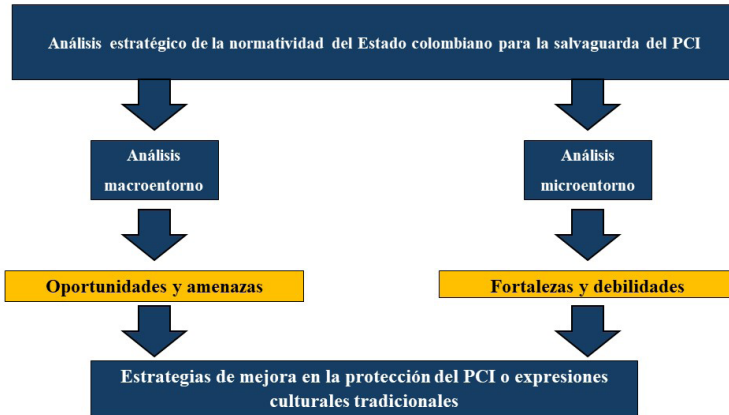 Análisis estratégico de la normatividad del Estado colombiano para la salvaguarda del PCI
Análisis
macroentorno
Análisis
microentorno
Oportunidades y amenazas
Fortalezas y debilidades
Estrategias de mejora en la protección del PCI o expresiones
culturales tradicionales